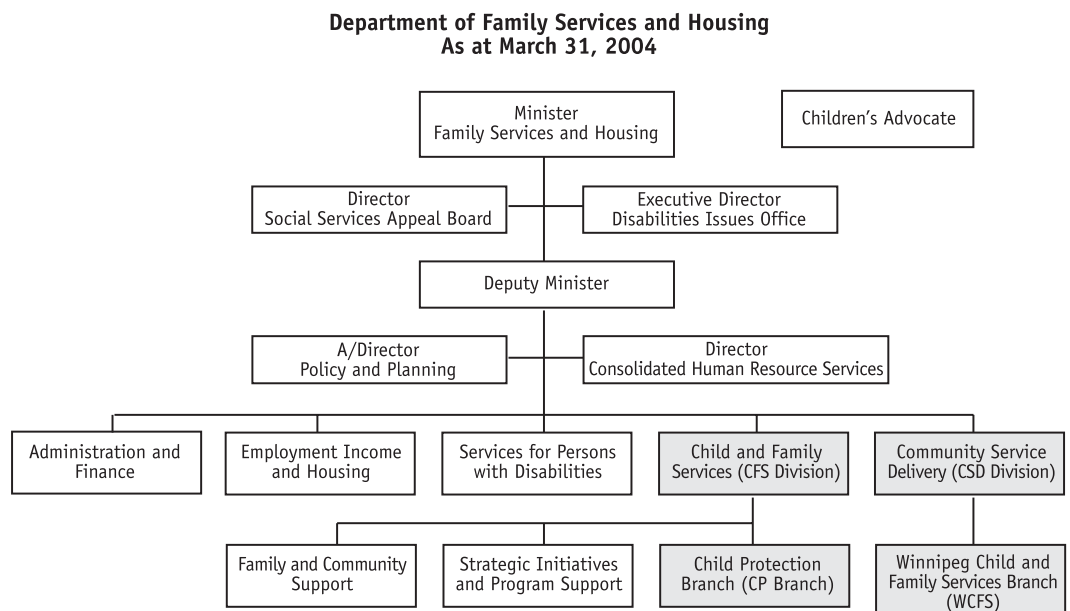 Department of Family Services and Housing
As at March 31, 2004
Minister
Family Services and Housing
Children's Advocate
Director
Social Services Appeal Board
Executive Director
Disabilities Issues Office
Deputy Minister
A/Director
Policy and Planning
Director
Consolidated Human Resource Services
Administration and
Finance
Employment Income
and Housing
Services for Persons
with Disabilities
Child and Family
Services (CFS Division)
Community Service
Delivery (CSD Division)
Family and Community
Support
Strategic Initiatives
and Program Support
Child Protection
Branch (CP Branch)
Winnipeg Child and
Family Services Branch
(WCFS)